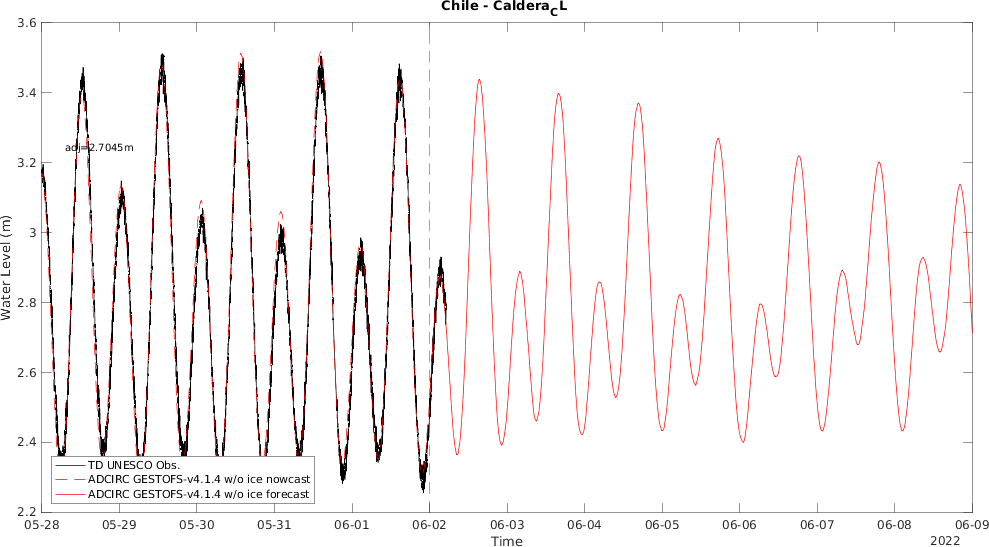 Chile - CalderaCL
3.6
3.4
adj=2.7045m
3.2
3
Water Level (m)
2.8
2.6
2.4
TD UNESCO Obs.
ADCIRC GESTOFS-v4.1.4 w/o ice nowcast
ADCIRC GESTOFS-v4.1.4 w/o ice forecast
2.2
05-28 05-29 05-30 05-31 06-01 06-02 06-03 06-04 06-05 06-06 06-07 06-08 06-09
Time
2022